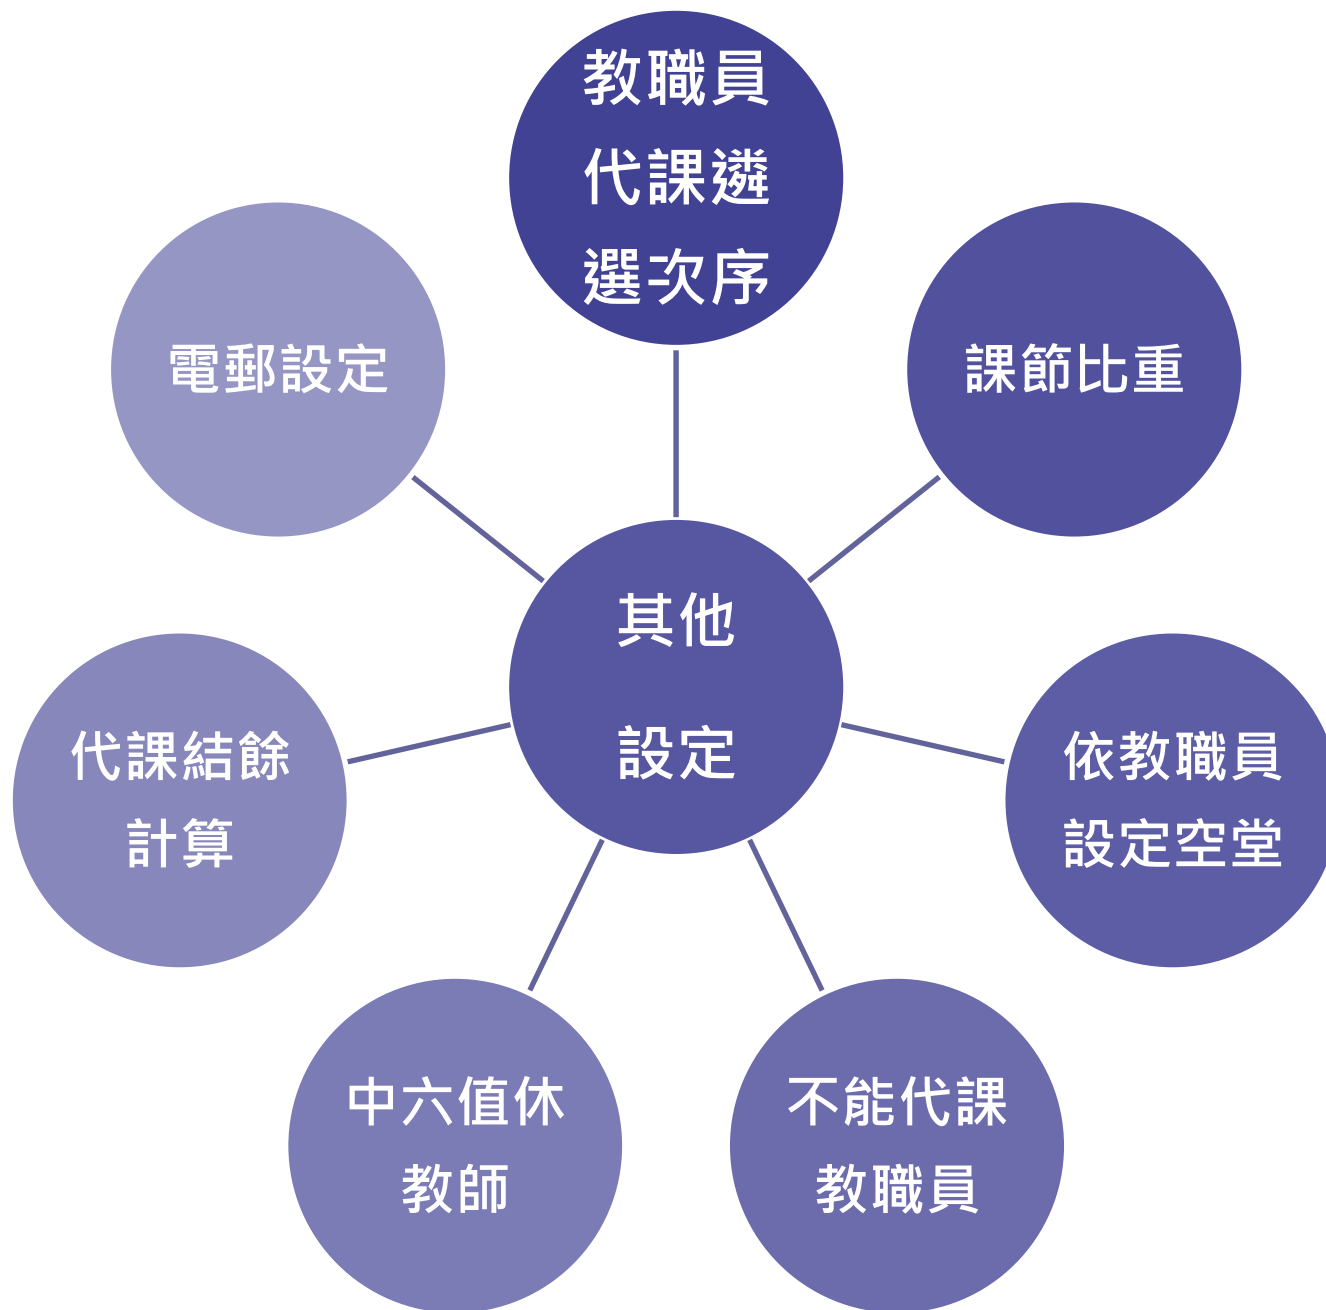 教職員
代課遴
選次序
課節比重
依教職員
設定空堂
不能代課
教職員
中六值休
教師
代課結餘
計算
電郵設定
其他
設定